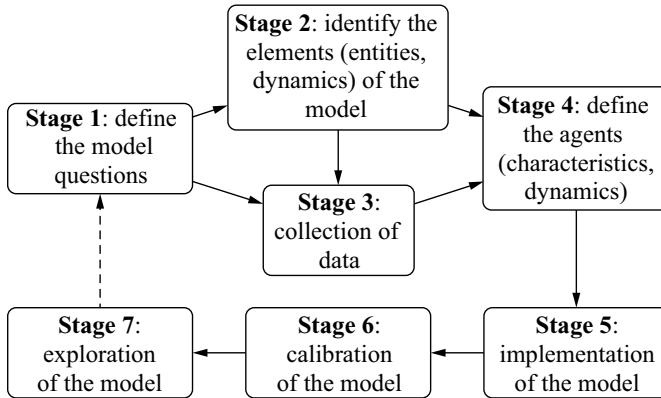 Stage 1: define
the model
questions
Stage 2: identify the
elements (entities,
dynamics) of the
model
Stage 3:
collection of
data
Stage 4: define
the agents
(characteristics,
dynamics)
Stage 5:
implementation
of the model
Stage 6:
calibration
of the model
Stage 7:
exploration
of the model